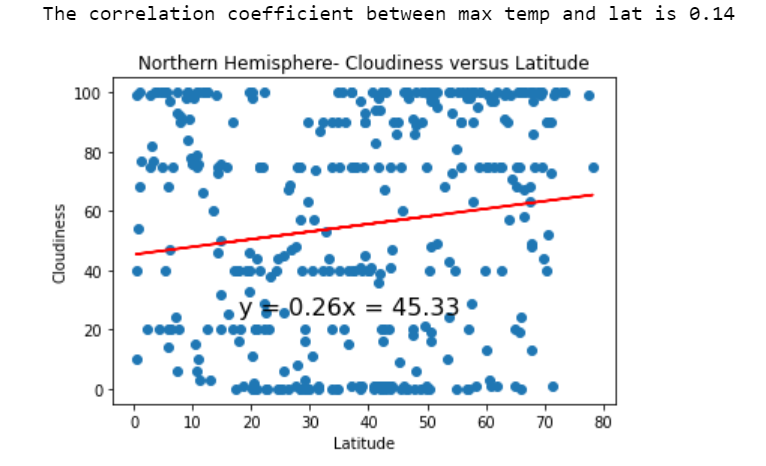 The correlation coefficient between max temp and lat is 0.14
Northern Hemisphere- Cloudiness versus Latitude
100
80
60
40
20
0
Cloudiness
y = 0.26x = 45.33
0 10 20 30 40 50 60 70 80
Latitude